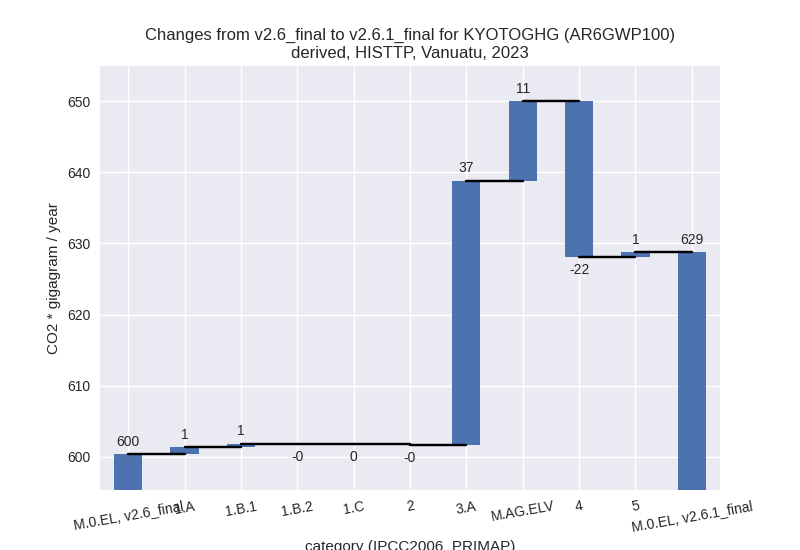 Changes from v2.6_final to v2.6.1_final for KYOTOGHG (AR6GWP100)
derived, HISTTP, Vanuatu, 2023
CO2 * gigagram / year
650
640
630
620
610
600
600
1
1
-0
0
-0
37
11
-22
1
629
M.0.EL, v2.6_final
1.A
1.B.1
1.B.2
1.C
2
3.A
M.AG.ELV
4
5
M.0.EL, v2.6.1_final
category (IPCC2006_PRIMAP)